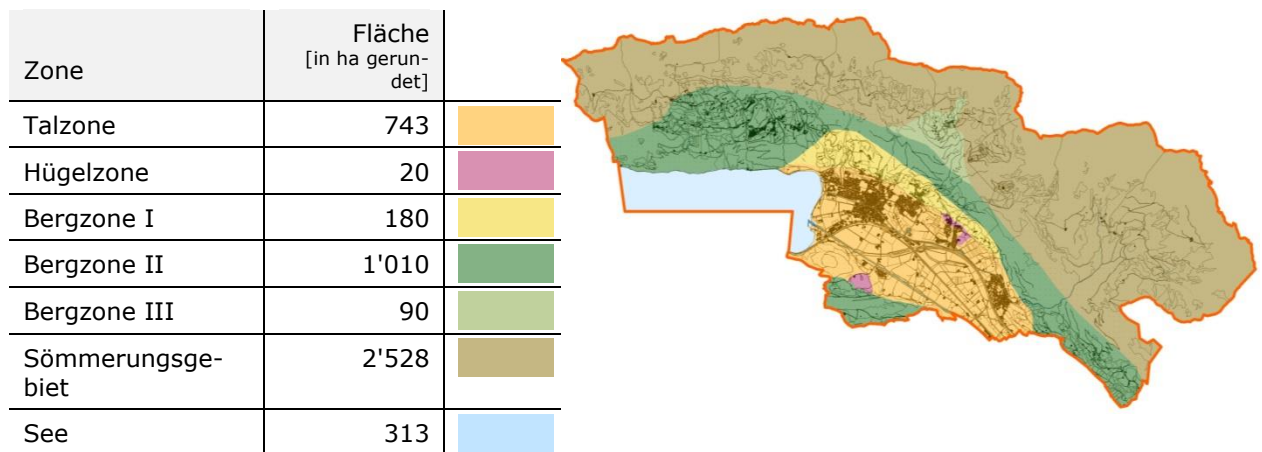 Zone
Fläche
[in ha gerun-
det]
Talzone 743
Hügelzone 20
Bergzone I 180
Bergzone II 1'010
Bergzone III 90
Sömmerungsge- 2'528
biet
See 313